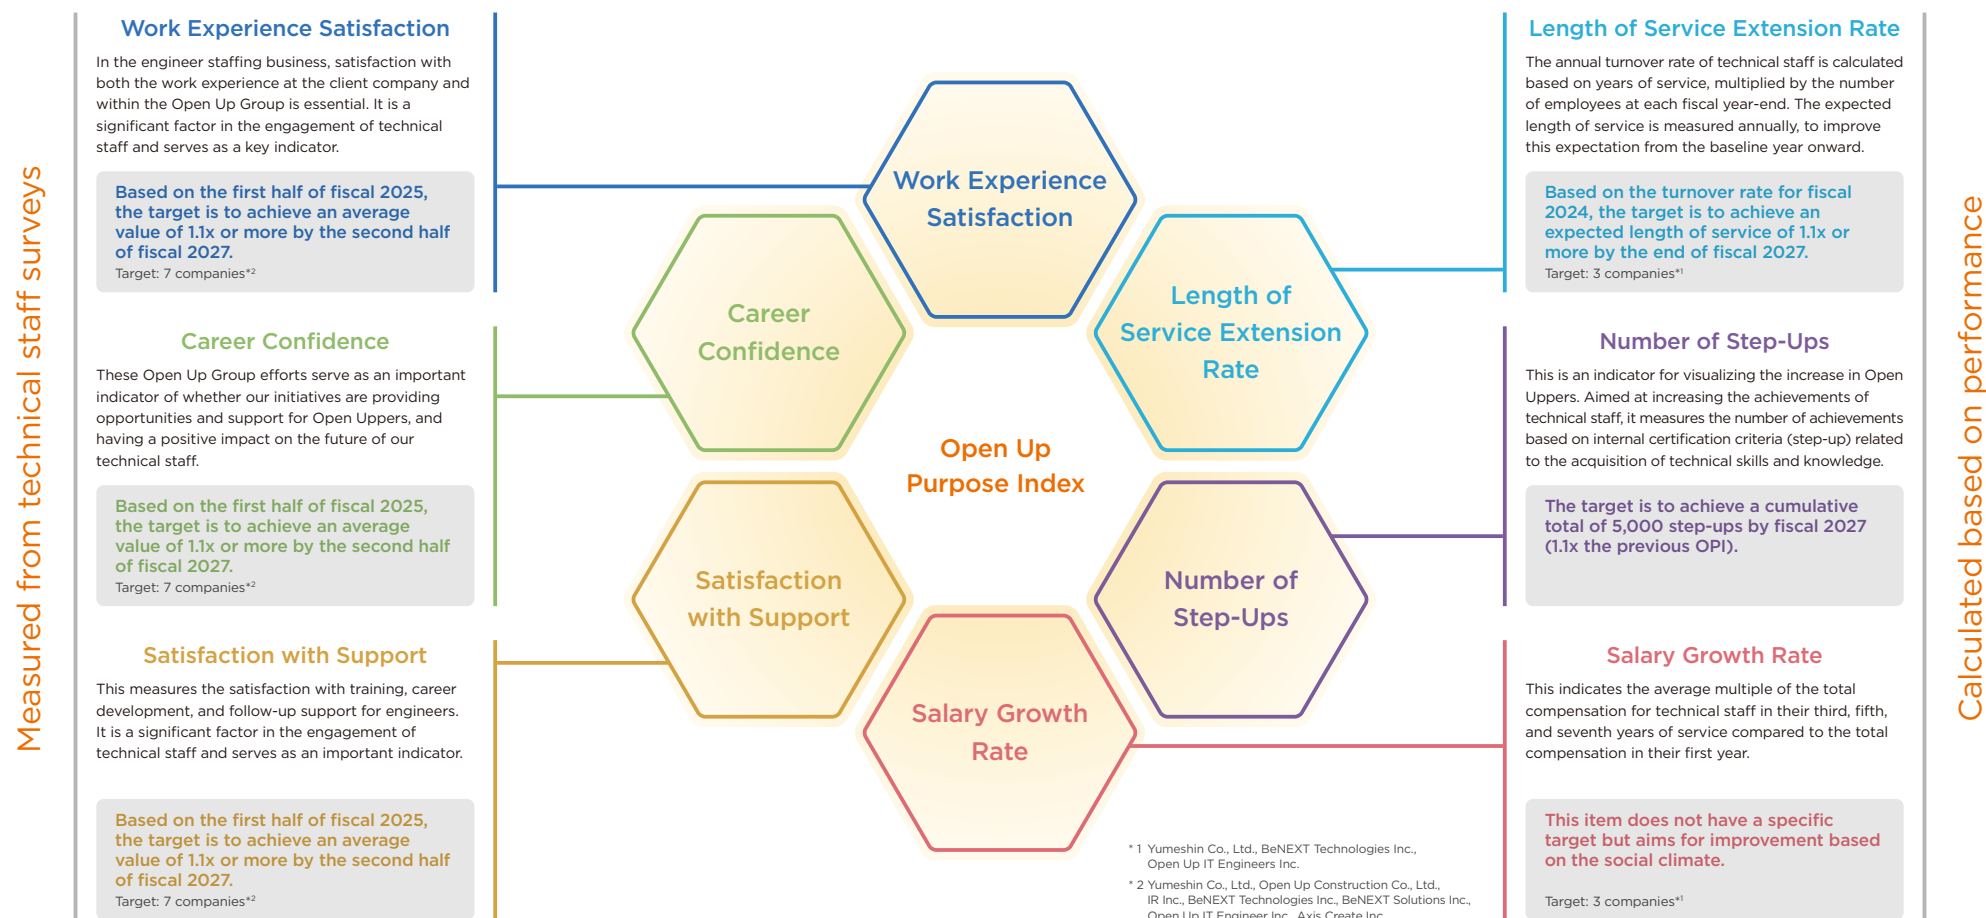 Measured from technical staff surveys
Work Experience Satisfaction
In the engineer staffing business, satisfaction with
both the work experience at the client company and
within the Open Up Group is essential. It is a
significant factor in the engagement of technical
staff and serves as a key indicator.
Based on the first half of fiscal 2025,
the target is to achieve an average
value of 1.1x or more by the second half
of fiscal 2027.
Target: 7 companies*2
Career Confidence
These Open Up Group efforts serve as an important
indicator of whether our initiatives are providing
opportunities and support for Open Uppers, and
having a positive impact on the future of our
technical staff.
Based on the first half of fiscal 2025,
the target is to achieve an average
value of 1.1x or more by the second half
of fiscal 2027.
Target: 7 companies*2
Satisfaction with Support
This measures the satisfaction with training, career
development, and follow-up support for engineers.
It is a significant factor in the engagement of
technical staff and serves as an important indicator.
Based on the first half of fiscal 2025,
the target is to achieve an average
value of 1.1x or more by the second half
of fiscal 2027.
Target: 7 companies*2
Work Experience
Satisfaction
Career
Confidence
Length of
Service Extension
Rate
Open Up
Purpose Index
Satisfaction
with Support
Number of
Step-Ups
Salary Growth
Rate
* 1 Yumeshin Co., Ltd., BeNEXT Technologies Inc.,
Open Up IT Engineers Inc.
* 2 Yumeshin Co., Ltd., Open Up Construction Co., Ltd.,
IR Inc., BeNEXT Technologies Inc., BeNEXT Solutions Inc.,
Open Up IT Engineer Inc., Axis Create Inc.
Length of Service Extension Rate
The annual turnover rate of technical staff is calculated
based on years of service, multiplied by the number
of employees at each fiscal year-end. The expected
length of service is measured annually, to improve
this expectation from the baseline year onward.
Based on the turnover rate for fiscal
2024, the target is to achieve an
expected length of service of 1.1x or
more by the end of fiscal 2027.
Target: 3 companies*1
Number of Step-Ups
This is an indicator for visualizing the increase in Open
Uppers. Aimed at increasing the achievements of
technical staff, it measures the number of achievements
based on internal certification criteria (step-up) related
to the acquisition of technical skills and knowledge.
The target is to achieve a cumulative
total of 5,000 step-ups by fiscal 2027
(1.1x the previous OPI).
Salary Growth Rate
This indicates the average multiple of the total
compensation for technical staff in their third, fifth,
and seventh years of service compared to the total
compensation in their first year.
This item does not have a specific
target but aims for improvement based
on the social climate.
Target: 3 companies*1
Calculated based on performance